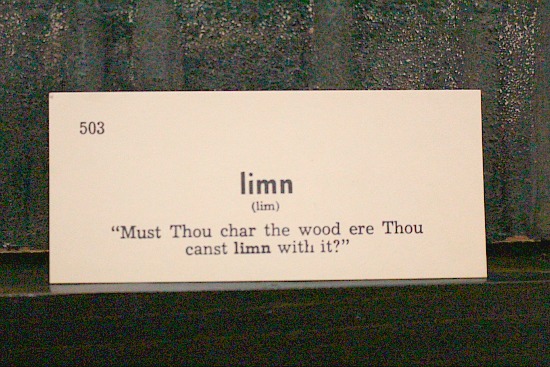 503
limn
(lim)
“Must Thou char the wood ere Thou
canst limn with it?”